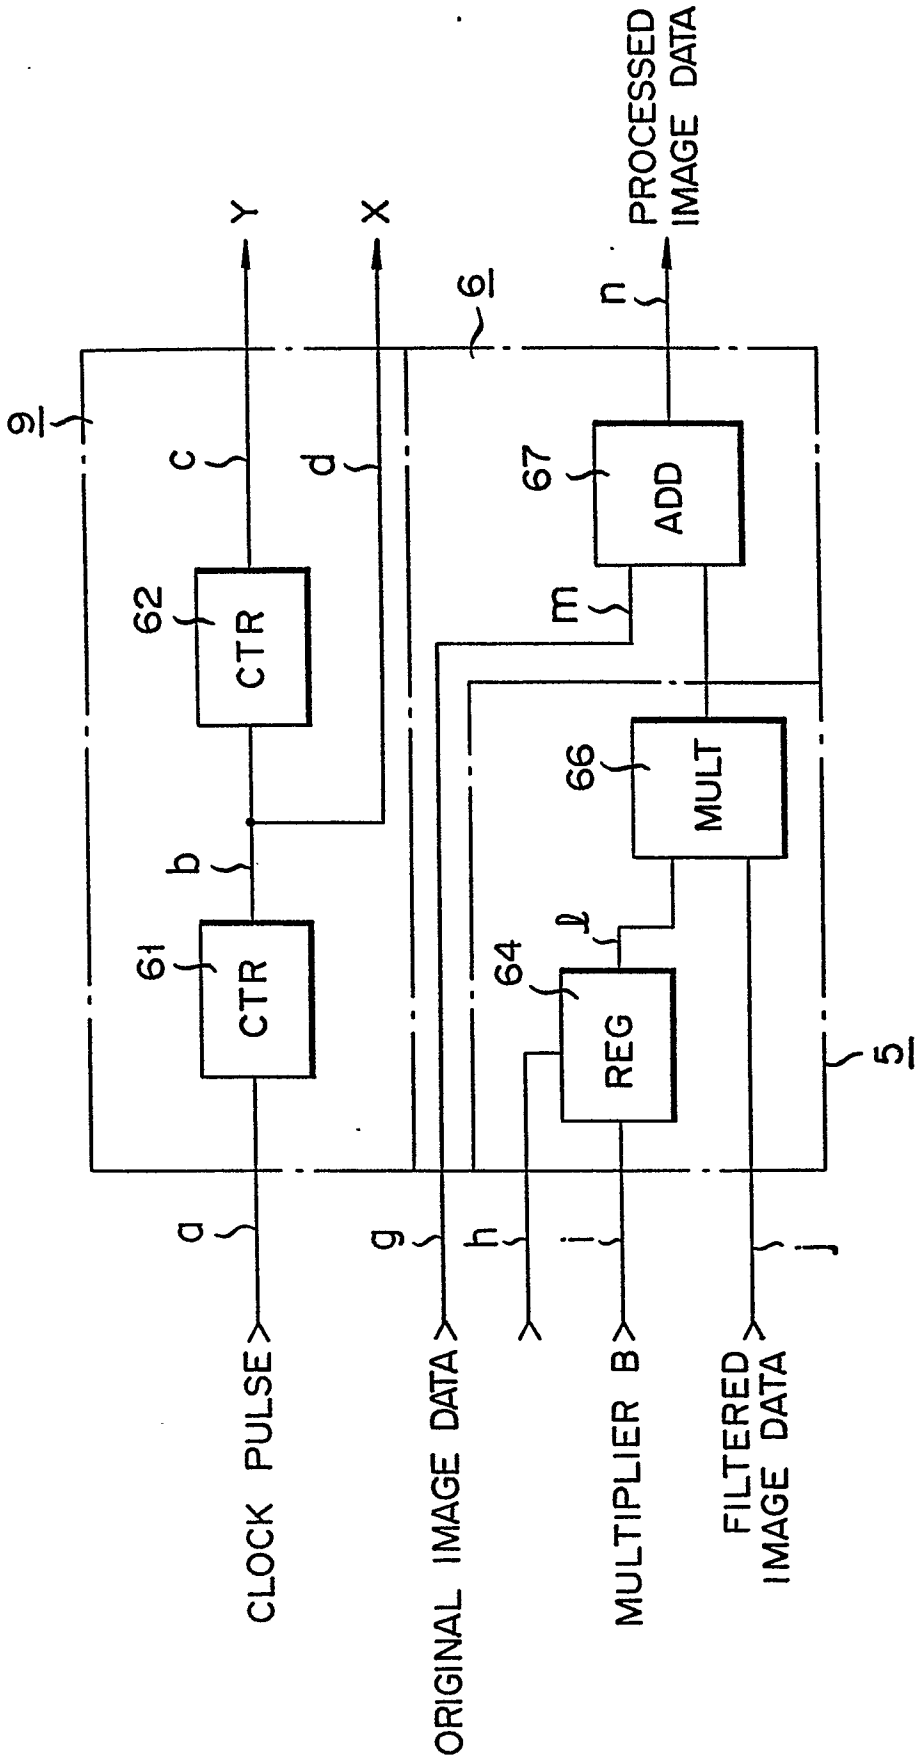 9
CLOCK PULSE
a
61
CTR
b
62
CTR
c
Y
d
X
6
ORIGINAL IMAGE DATA
g
h
MULTIPLIER B
i
64
REG
l
FILTERED
IMAGE DATA
j
66
MULT
m
67
ADD
n
PROCESSED
IMAGE DATA
5